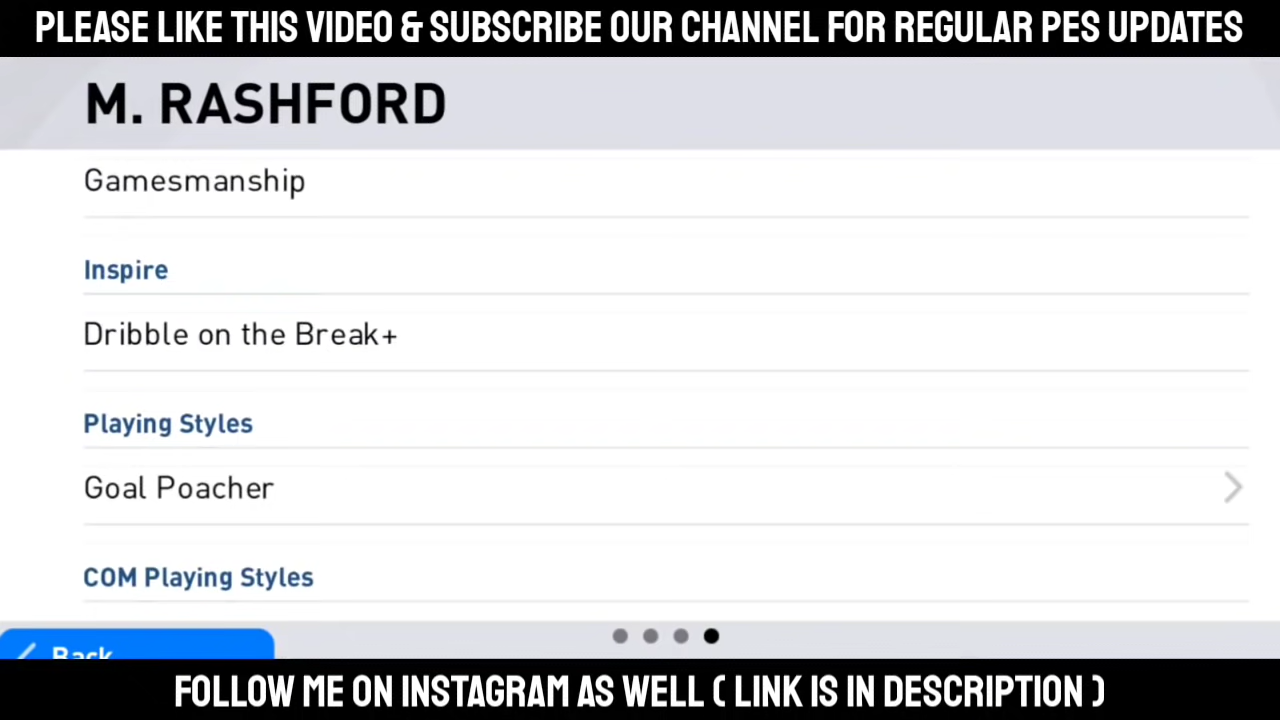 PLEASE LIKE THIS VIDEO & SUBSCRIBE OUR CHANNEL FOR REGULAR PES UPDATES
M. RASHFORD
Gamesmanship
Inspire
Dribble on the Break+
Playing Styles
Goal Poacher
COM Playing Styles
Back
FOLLOW ME ON INSTAGRAM AS WELL ( LINK IS IN DESCRIPTION )